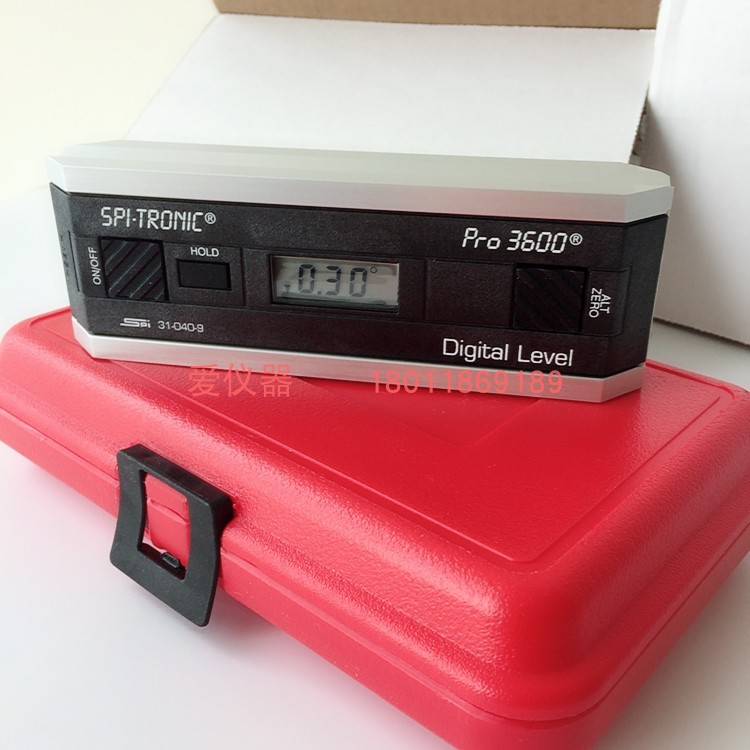 SPI-TRONIC®
Pro 3600®
ON/OFF
HOLD
0.30°
ALT ZERO
Spi 31-040-9
Digital Level
爱仪器 18011869189